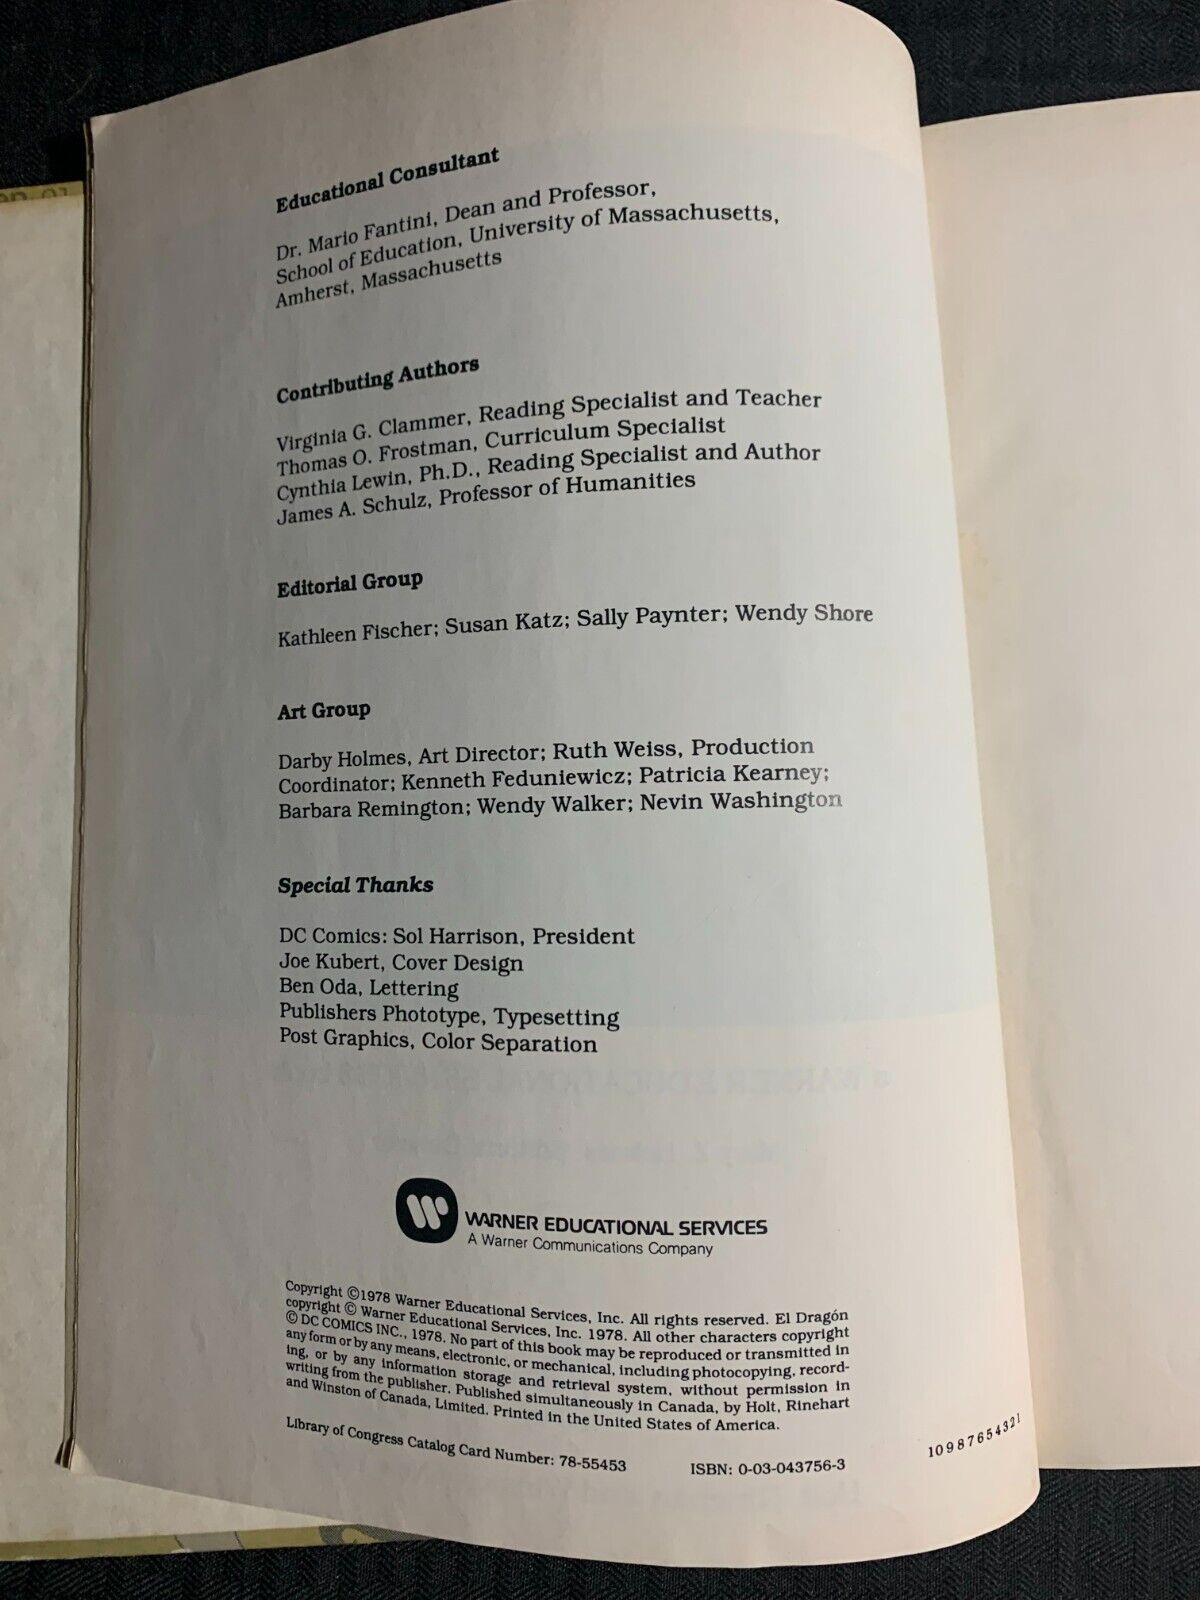 Educational Consultant
Dr. Mario Fantini, Dean and Professor,
School of Education, University of Massachusetts,
Amherst, Massachusetts
Contributing Authors
Virginia G. Clammer, Reading Specialist and Teacher
Thomas O. Frostman, Curriculum Specialist
Cynthia Lewin, Ph.D., Reading Specialist and Author
James A. Schulz, Professor of Humanities
Editorial Group
Kathleen Fischer; Susan Katz; Sally Paynter; Wendy Shore
Art Group
Darby Holmes, Art Director; Ruth Weiss, Production
Coordinator; Kenneth Feduniewicz; Patricia Kearney;
Barbara Remington; Wendy Walker; Nevin Washington
Special Thanks
DC Comics: Sol Harrison, President
Joe Kubert, Cover Design
Ben Oda, Lettering
Publishers Phototype, Typesetting
Post Graphics, Color Separation
WARNER EDUCATIONAL SERVICES
A Warner Communications Company
Copyright ©1978 Warner Educational Services, Inc. All rights reserved. El Dragón
copyright © Warner Educational Services, Inc. 1978. All other characters copyright
© DC COMICS INC., 1978. No part of this book may be reproduced or transmitted in
any form or by any means, electronic, or mechanical, including photocopying, record-
ing, or by any information storage and retrieval system, without permission in
writing from the publisher. Published simultaneously in Canada, by Holt, Rinehart
and Winston of Canada, Limited. Printed in the United States of America.
Library of Congress Catalog Card Number: 78-55453 ISBN: 0-03-043756-3
10 9 8 7 6 5 4 3 2 1